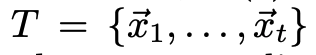 T = {x⃗₁, . . . , x⃗ₜ}